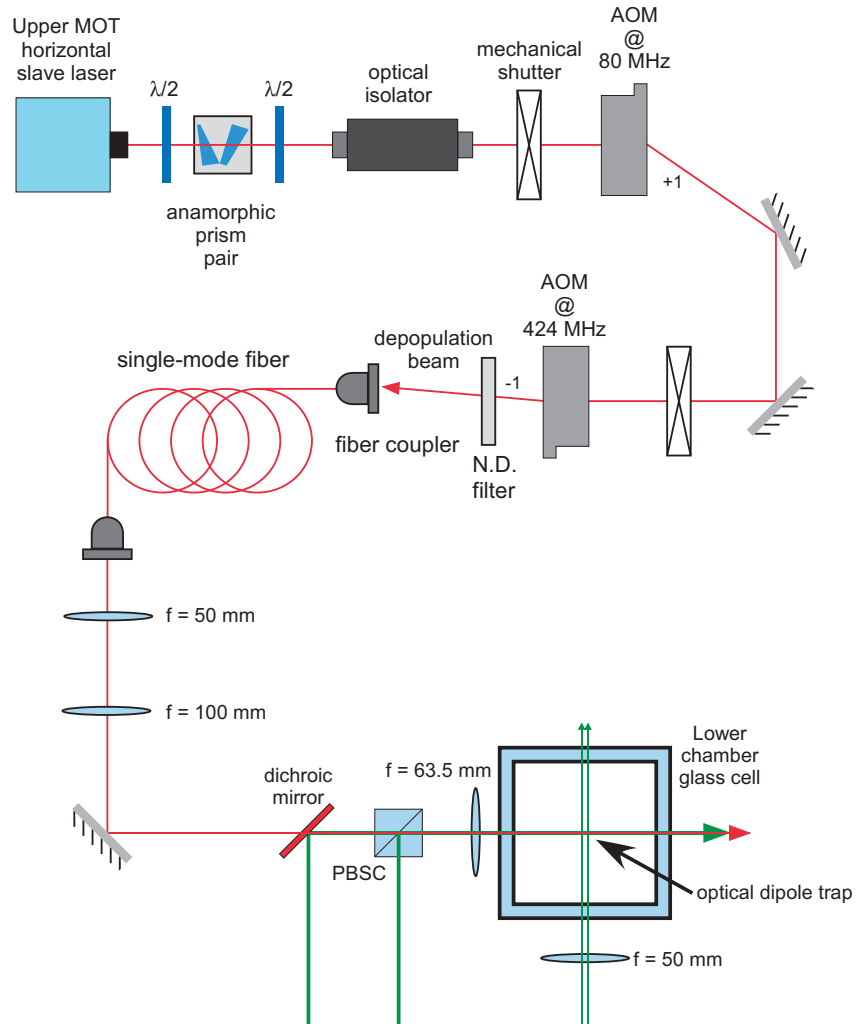 Upper MOT
horizontal
slave laser
λ/2
λ/2
anamorphic
prism
pair
optical
isolator
mechanical
shutter
AOM
@
80 MHz
+1
AOM
@
424 MHz
-1
depopulation
beam
N.D.
filter
fiber coupler
single-mode fiber
f = 50 mm
f = 100 mm
dichroic
mirror
PBSC
f = 63.5 mm
Lower
chamber
glass cell
optical dipole trap
f = 50 mm